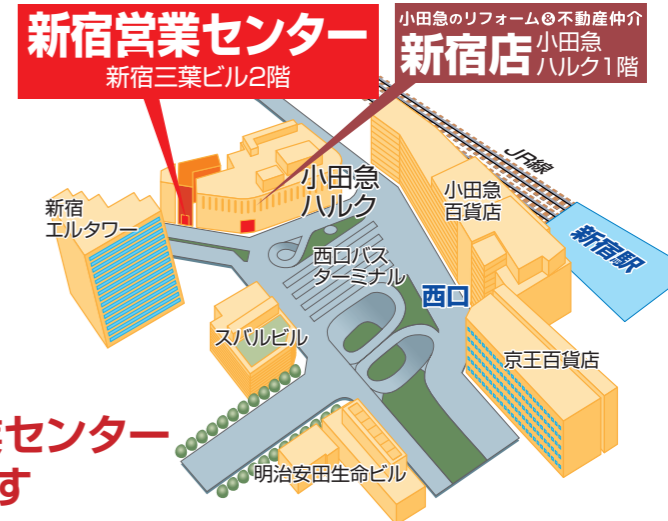 新宿営業センター
新宿三葉ビル2階
小田急のリフォーム&不動産仲介
新宿店 小田急
ハルク1階
JR線
小田急
ハルク
小田急
百貨店
新宿
エルタワー
新宿駅
西口バス
ターミナル
西口
スバルビル
京王百貨店
センター
明治安田生命ビル
す